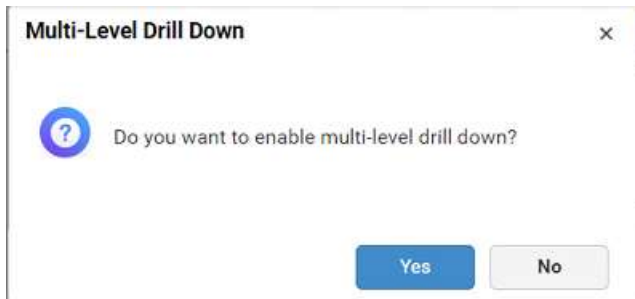 Multi-Level Drill Down
Do you want to enable multi-level drill down?
Yes No